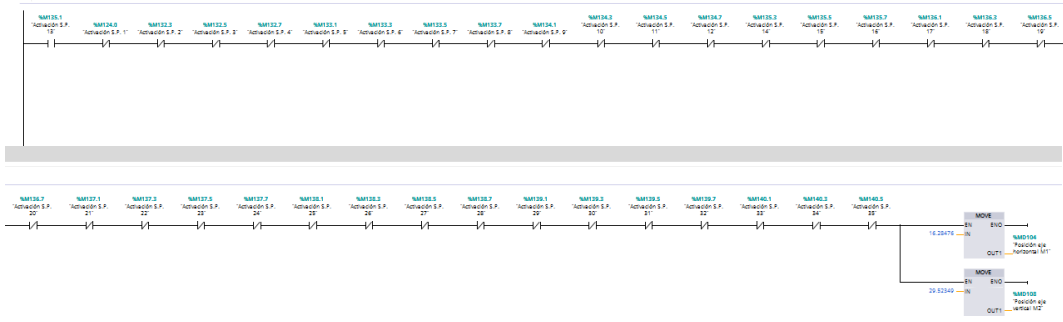 %M135.1
"Activación S.P.
13"
%M124.0
"Activación S.P. 1"
%M132.3
"Activación S.P. 2"
%M132.5
"Activación S.P. 3"
%M132.7
"Activación S.P. 4"
%M133.1
"Activación S.P. 5"
%M133.3
"Activación S.P. 6"
%M133.5
"Activación S.P. 7"
%M133.7
"Activación S.P. 8"
%M134.1
"Activación S.P. 9"
%M134.3
"Activación S.P.
10"
%M134.5
"Activación S.P.
11"
%M134.7
"Activación S.P.
12"
%M135.3
"Activación S.P.
14"
%M135.5
"Activación S.P.
15"
%M135.7
"Activación S.P.
16"
%M136.1
"Activación S.P.
17"
%M136.3
"Activación S.P.
18"
%M136.5
"Activación S.P.
19"
%M136.7
"Activación S.P.
20"
%M137.1
"Activación S.P.
21"
%M137.3
"Activación S.P.
22"
%M137.5
"Activación S.P.
23"
%M137.7
"Activación S.P.
24"
%M138.1
"Activación S.P.
25"
%M138.3
"Activación S.P.
26"
%M138.5
"Activación S.P.
27"
%M138.7
"Activación S.P.
28"
%M139.1
"Activación S.P.
29"
%M139.3
"Activación S.P.
30"
%M139.5
"Activación S.P.
31"
%M139.7
"Activación S.P.
32"
%M140.1
"Activación S.P.
33"
%M140.3
"Activación S.P.
34"
%M140.5
"Activación S.P.
35"
MOVE
EN ENO
16.28476 IN
%MD104
"Posición eje
horizontal M1"
OUT1
MOVE
EN ENO
29.52349 IN
%MD108
"Posición eje
vertical M2"
OUT1